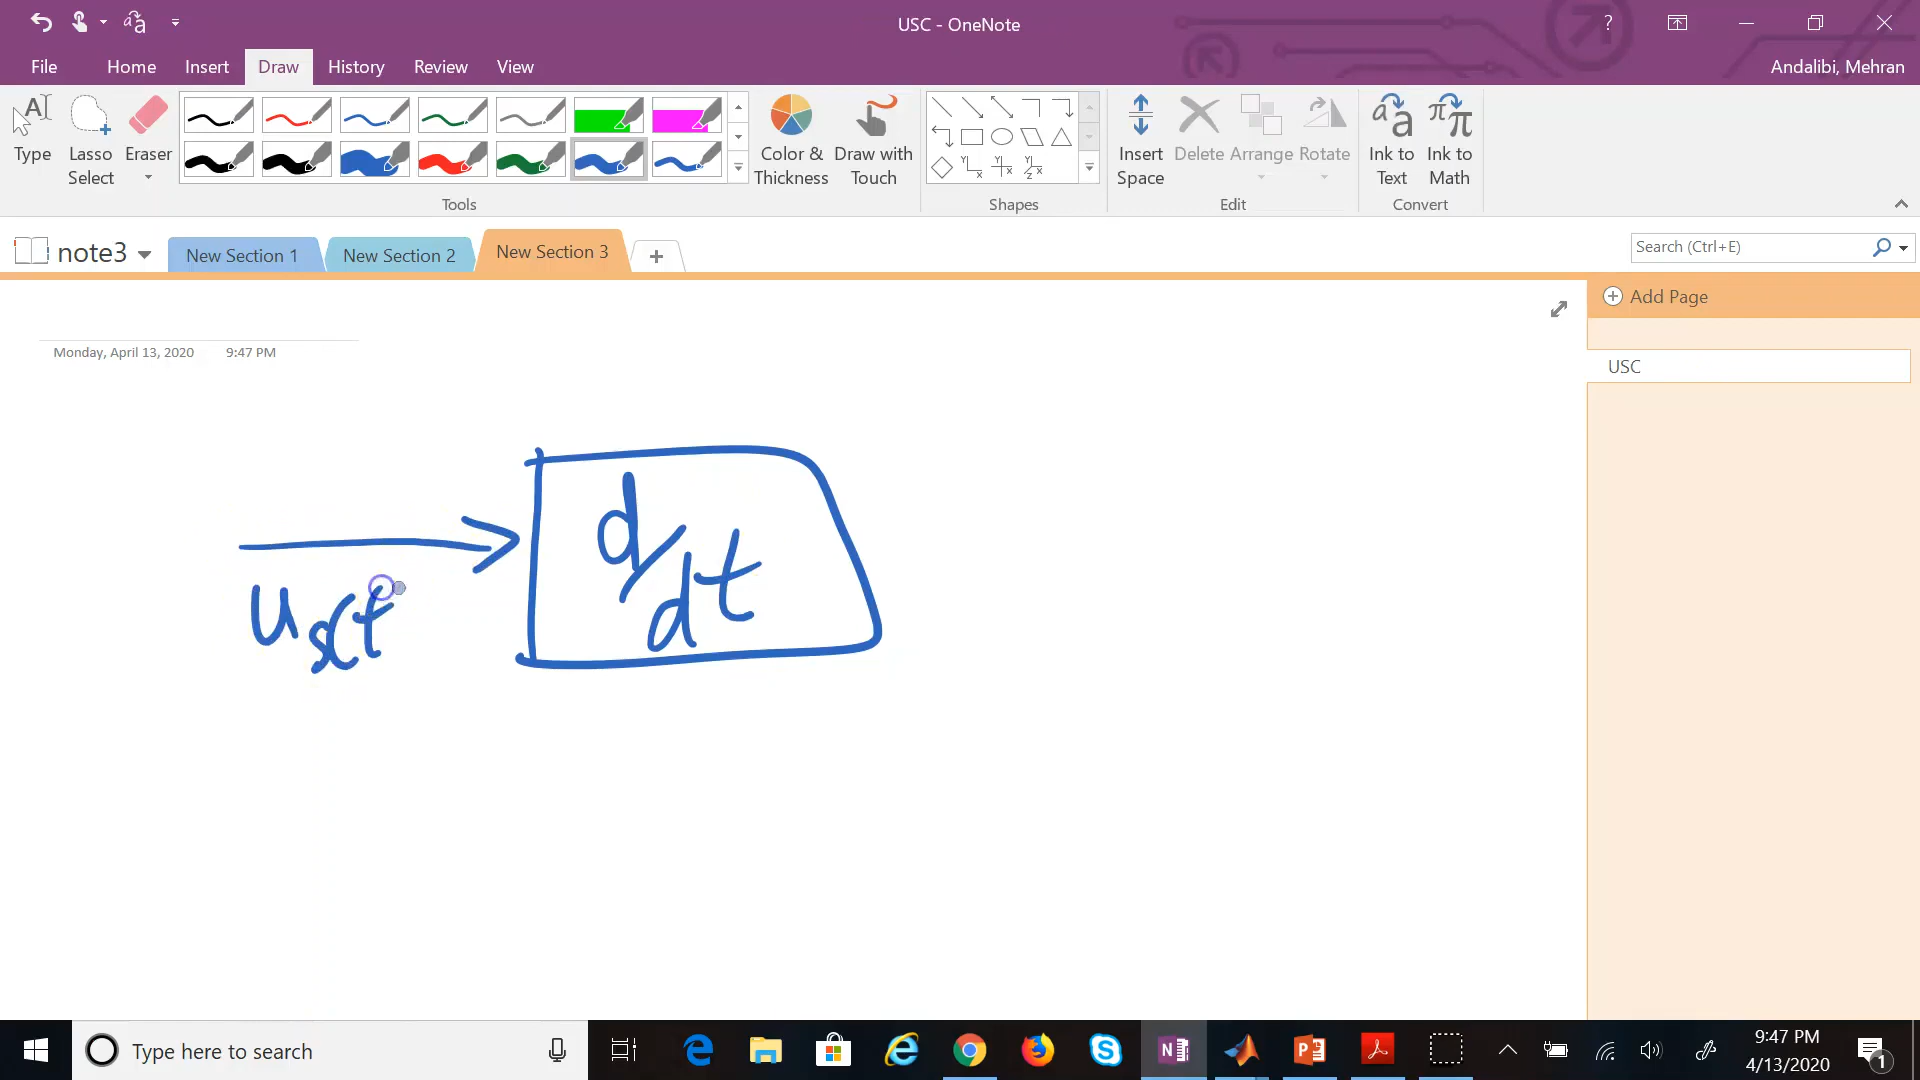 USC - OneNote
?
File Home Insert Draw History Review View
Andalibi, Mehran
Type
Lasso Select
Eraser
Color & Thickness
Draw with Touch
Insert Space
Delete
Arrange
Rotate
Ink to Text
Ink to Math
Tools
Shapes
Edit
Convert
note3
New Section 1
New Section 2
New Section 3
+
Search (Ctrl+E)
Add Page
USC
Monday, April 13, 2020 9:47 PM
d/dt
us(t
Type here to search
9:47 PM
4/13/2020
1